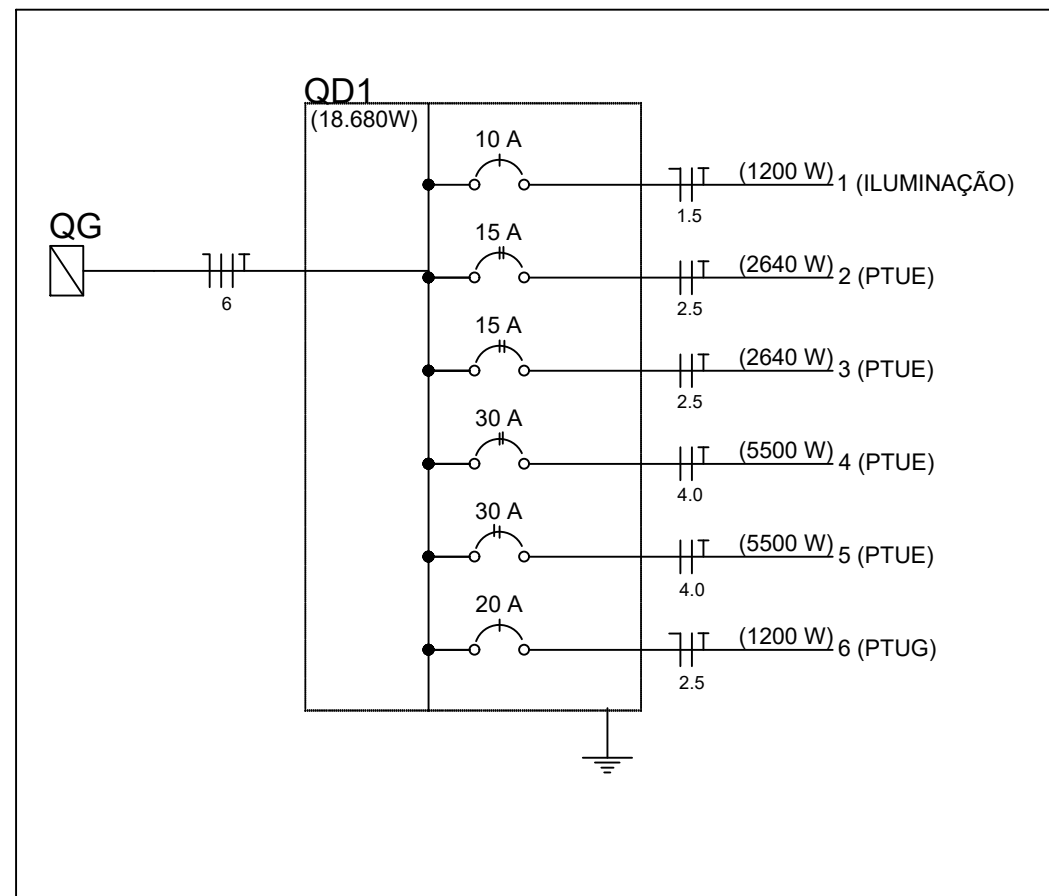 QD1
(18.680W)
10 A
(1200 W)
1 (ILUMINAÇÃO)
1.5
QG
6
15 A
(2640 W)
2 (PTUE)
2.5
15 A
(2640 W)
3 (PTUE)
2.5
30 A
(5500 W)
4 (PTUE)
4.0
30 A
(5500 W)
5 (PTUE)
4.0
20 A
(1200 W)
6 (PTUG)
2.5